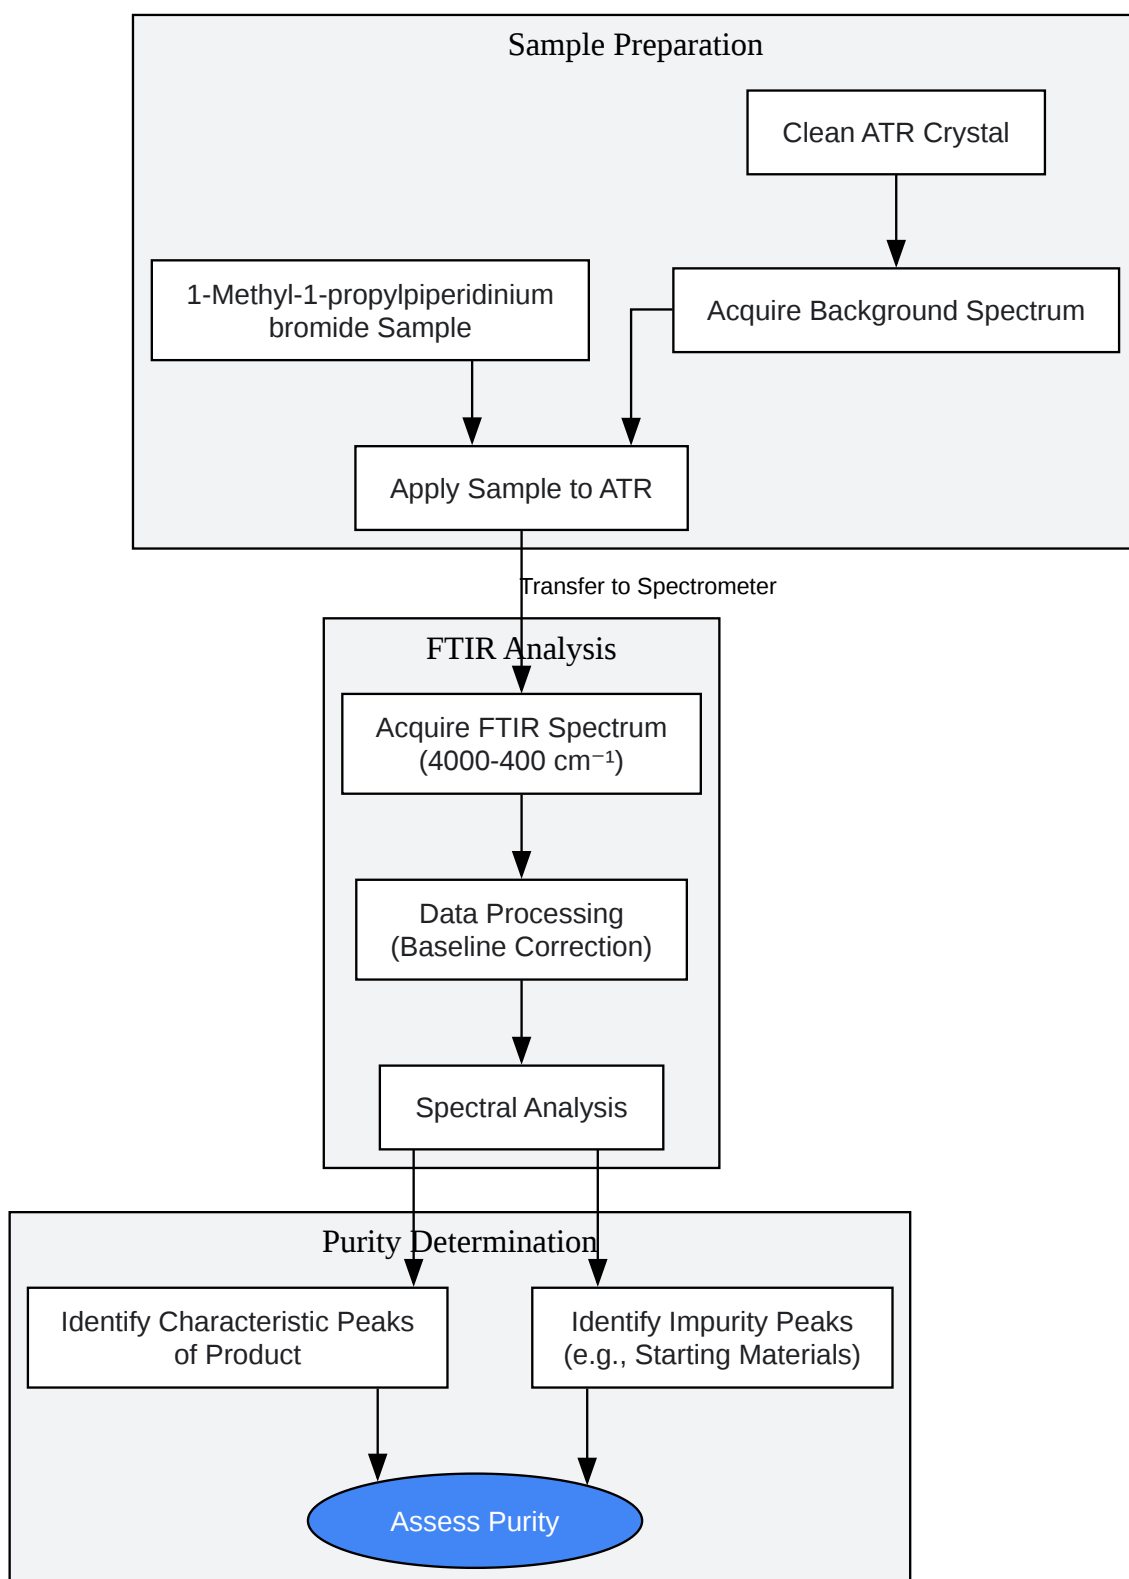 Sample Preparation
Clean ATR Crystal
1-Methyl-1-propylpiperidinium
bromide Sample
Acquire Background Spectrum
Apply Sample to ATR
Transfer to Spectrometer
FTIR Analysis
Acquire FTIR Spectrum
(4000-400 cm⁻¹)
Data Processing
(Baseline Correction)
Spectral Analysis
Purity Determination
Identify Characteristic Peaks
of Product
Identify Impurity Peaks
(e.g., Starting Materials)
Assess Purity